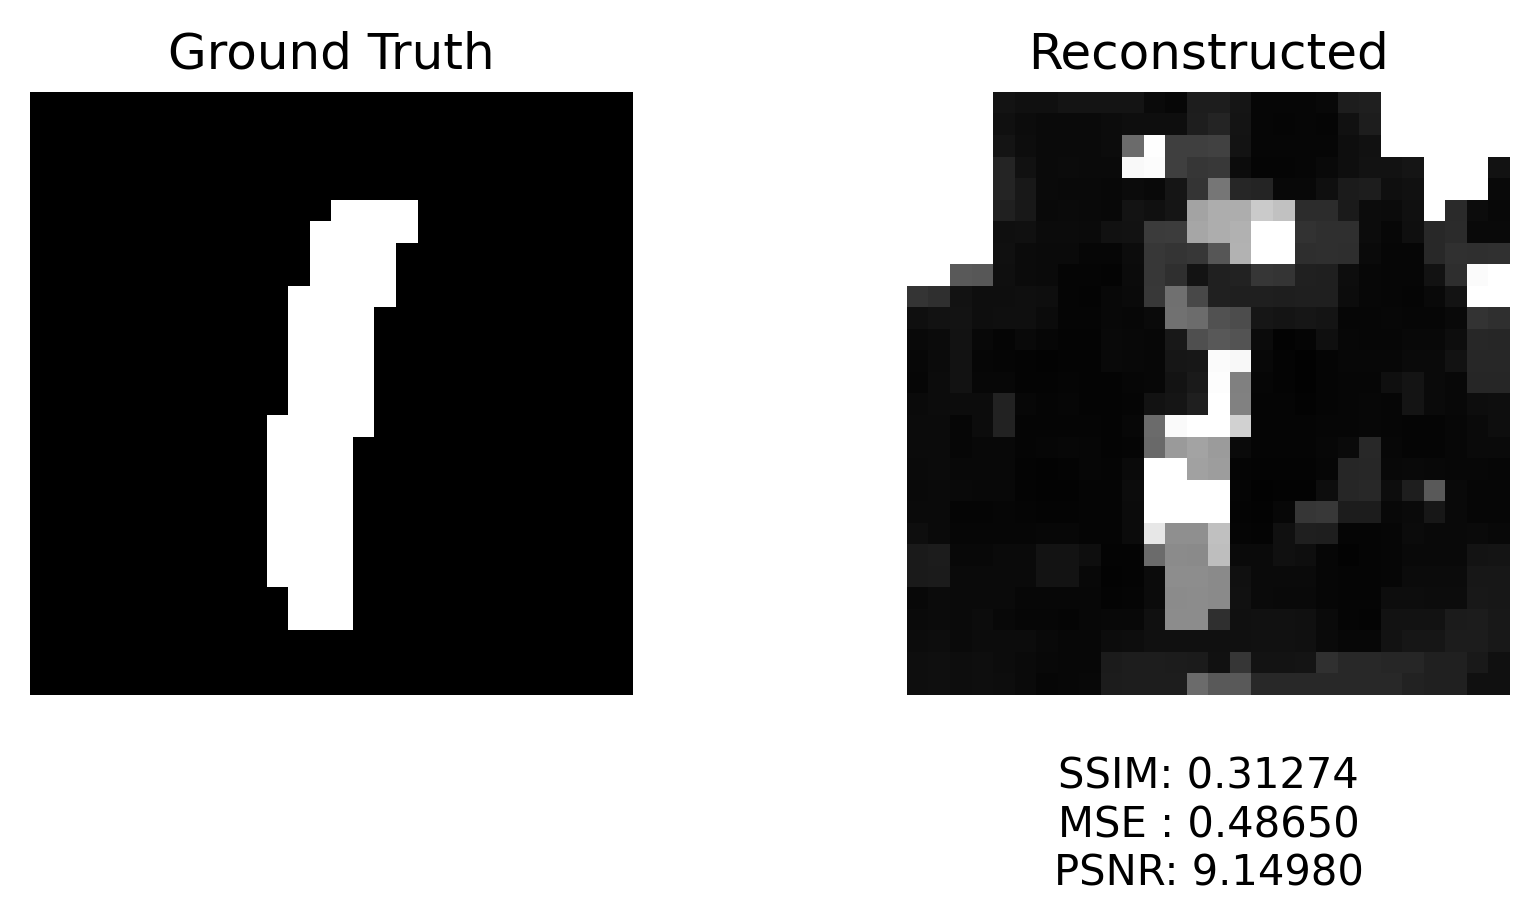 Ground Truth
Reconstructed
SSIM: 0.31274
MSE : 0.48650
PSNR: 9.14980